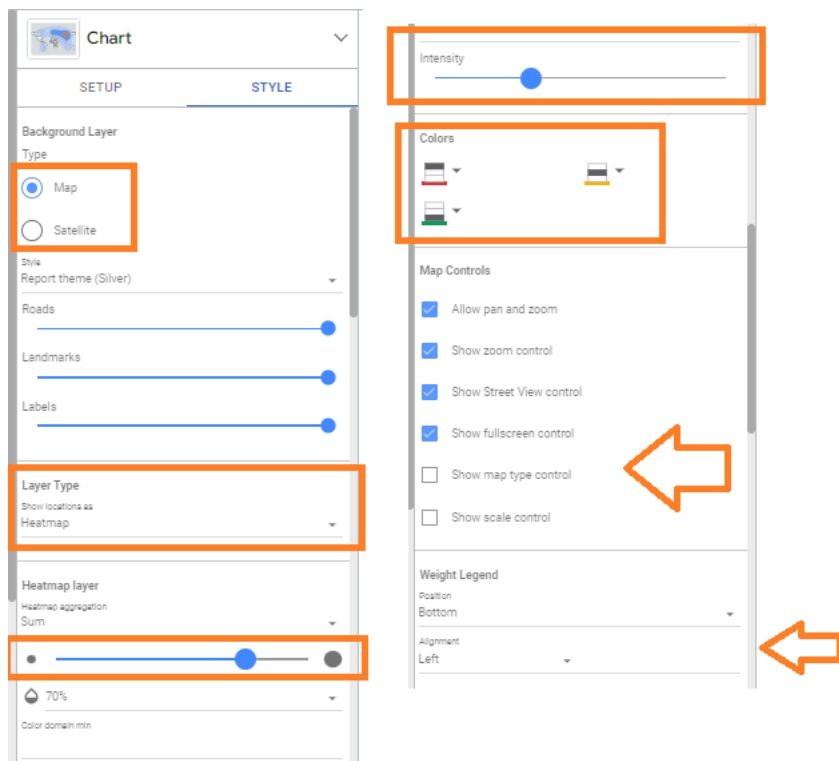 Chart
SETUP
STYLE
Background Layer
Type
Map
Satellite
Style
Report theme (Silver)
Roads
Landmarks
Labels
Layer Type
Show locations as
Heatmap
Heatmap layer
Heatmap aggregation
Sum
70%
Color domain min
Intensity
Colors
Map Controls
Allow pan and zoom
Show zoom control
Show Street View control
Show fullscreen control
Show map type control
Show scale control
Weight Legend
Position
Bottom
Alignment
Left